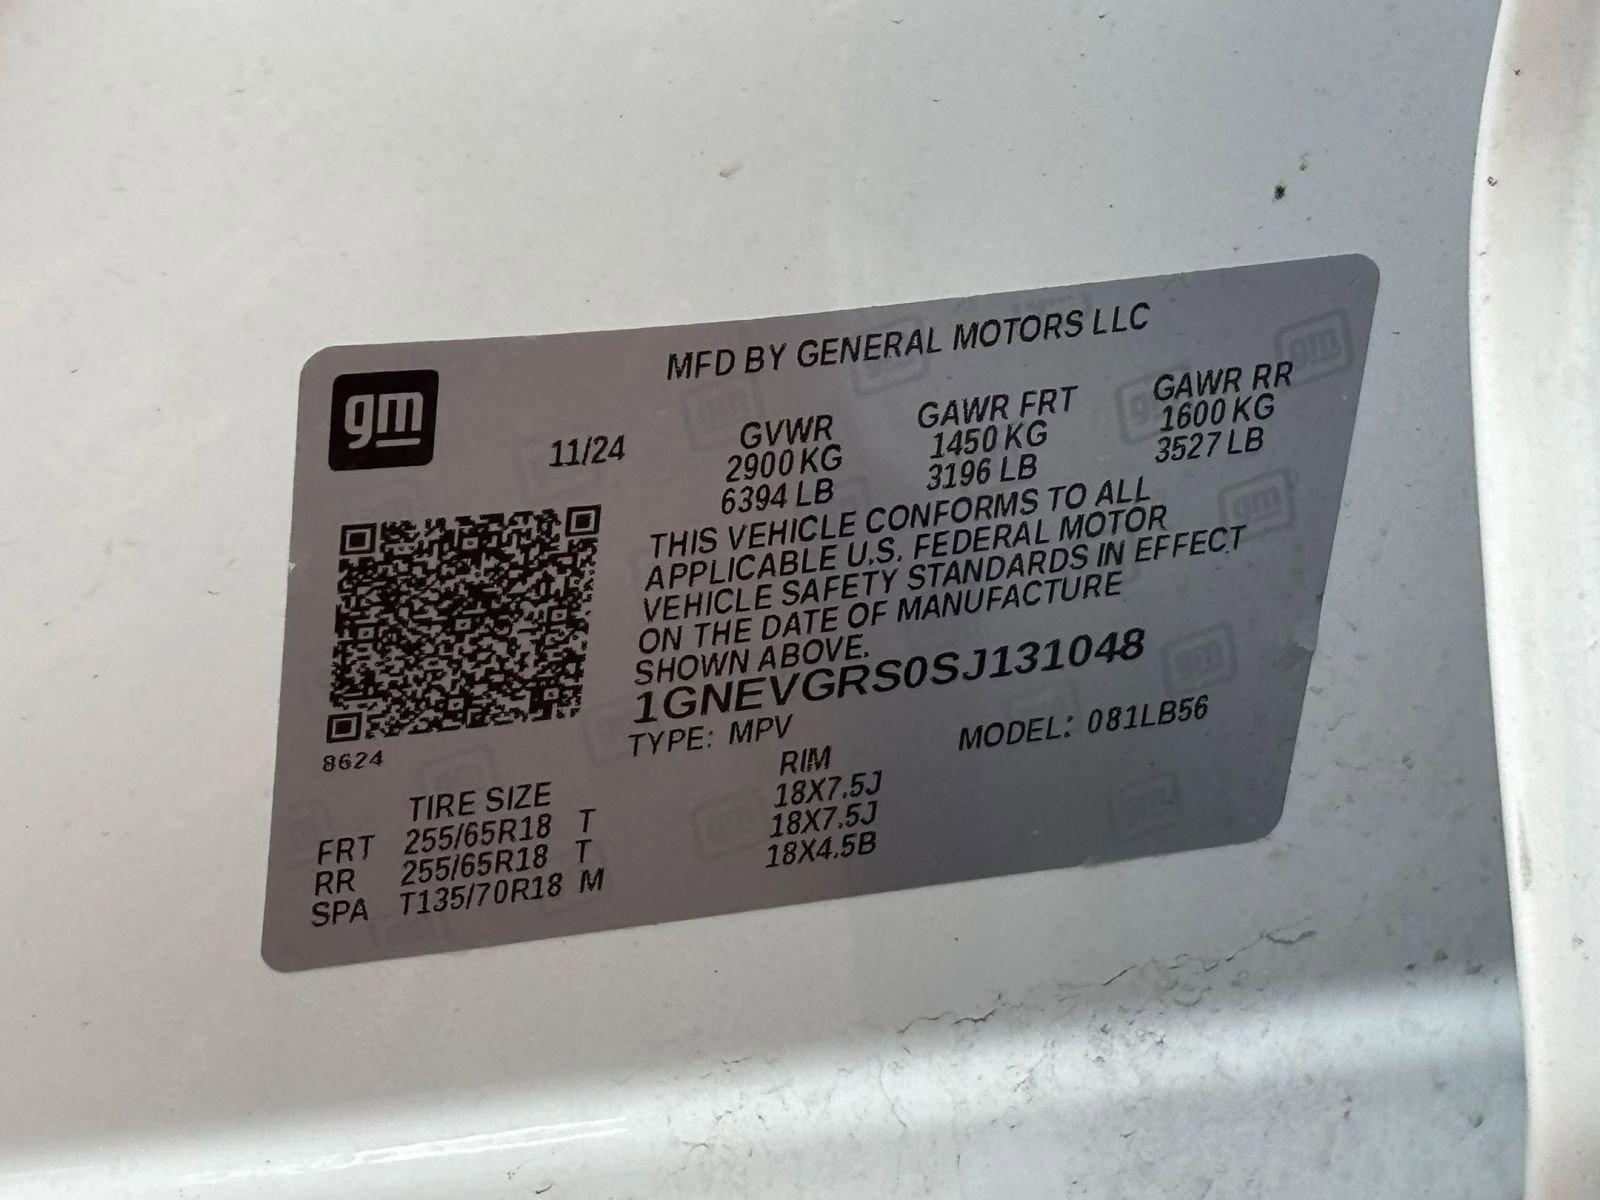 MFD BY GENERAL MOTORS LLC
gm
11/24 GVWR GAWR FRT GAWR RR
2900 KG 1450 KG 1600 KG
6394 LB 3196 LB 3527 LB
THIS VEHICLE CONFORMS TO ALL
APPLICABLE U.S. FEDERAL MOTOR
VEHICLE SAFETY STANDARDS IN EFFECT
ON THE DATE OF MANUFACTURE
SHOWN ABOVE.
1GNEVGRS0SJ131048
TYPE: MPV MODEL: 081LB56
8624
TIRE SIZE RIM
FRT 255/65R18 T 18X7.5J
RR 255/65R18 T 18X7.5J
SPA T135/70R18 M 18X4.5B